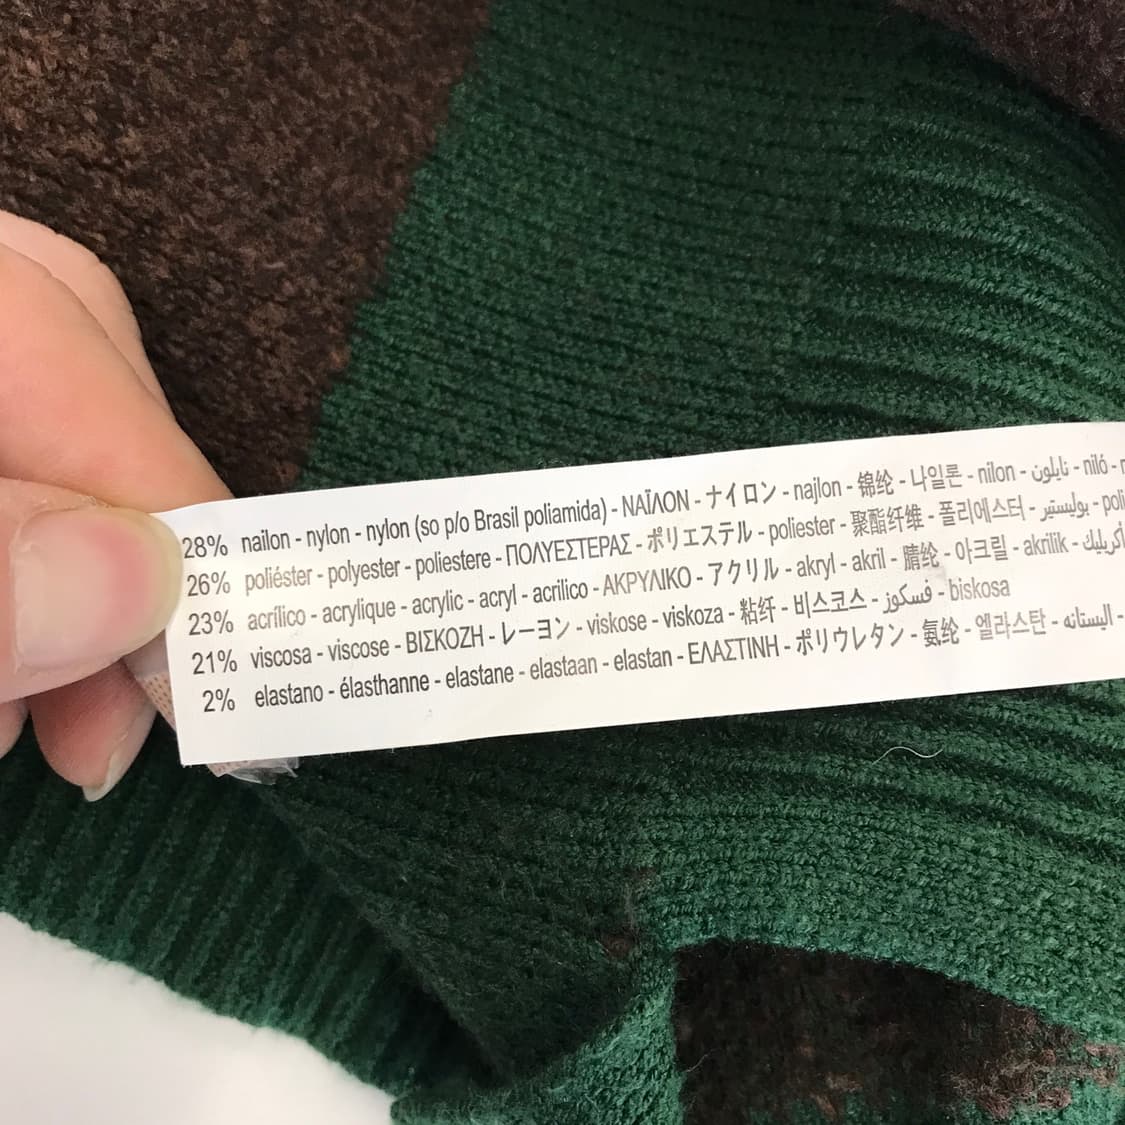 28% nailon - nylon - nylon (so p/o Brasil poliamida) - ΝΑΪΛΟΝ - ナイロン - najlon - 锦纶 - 나일론 - nilon - نايلون - niló -
26% poliéster - polyester - poliestere - ΠΟΛΥΕΣΤΕΡΑΣ - ポリエステル - poliester - 聚酯纤维 - 폴리에스터 - بوليستير -
23% acrílico - acrylique - acrylic - acryl - acrilico - ΑΚΡΥΛΙΚΟ - アクリル - akryl - akril - 腈纶 - 아크릴 - akrilik - أكريليك
21% viscosa - viscose - ΒΙΣΚΟΖΗ - レーヨン - viskose - viskoza - 粘纤 - 비스코스 - فسكوز - biskosa
2% elastano - élasthanne - elastane - elastaan - elastan - ΕΛΑΣΤΙΝΗ - ポリウレタン - 氨纶 - 엘라스탄 - اليستانه -